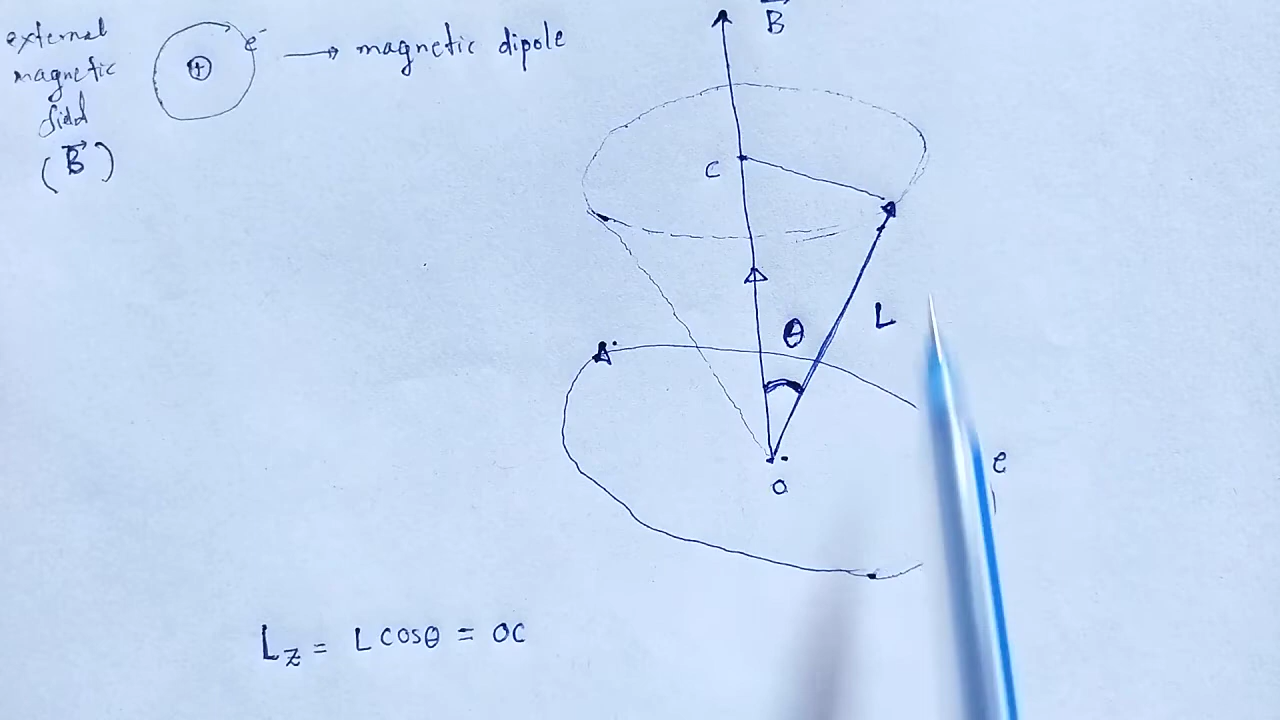 external
magnetic
field
(B⃗)
+
e⁻ → magnetic dipole
B⃗
C
L
θ
O
e
L_z = L cosθ = OC